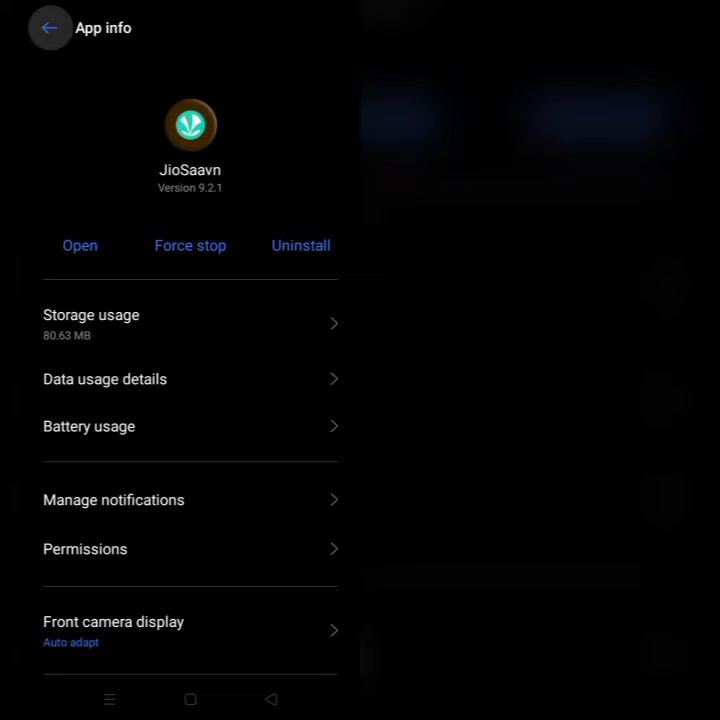 App info
JioSaavn
Version 9.2.1
Open Force stop Uninstall
Storage usage
80.63 MB
Data usage details
Battery usage
Manage notifications
Permissions
Front camera display
Auto adapt